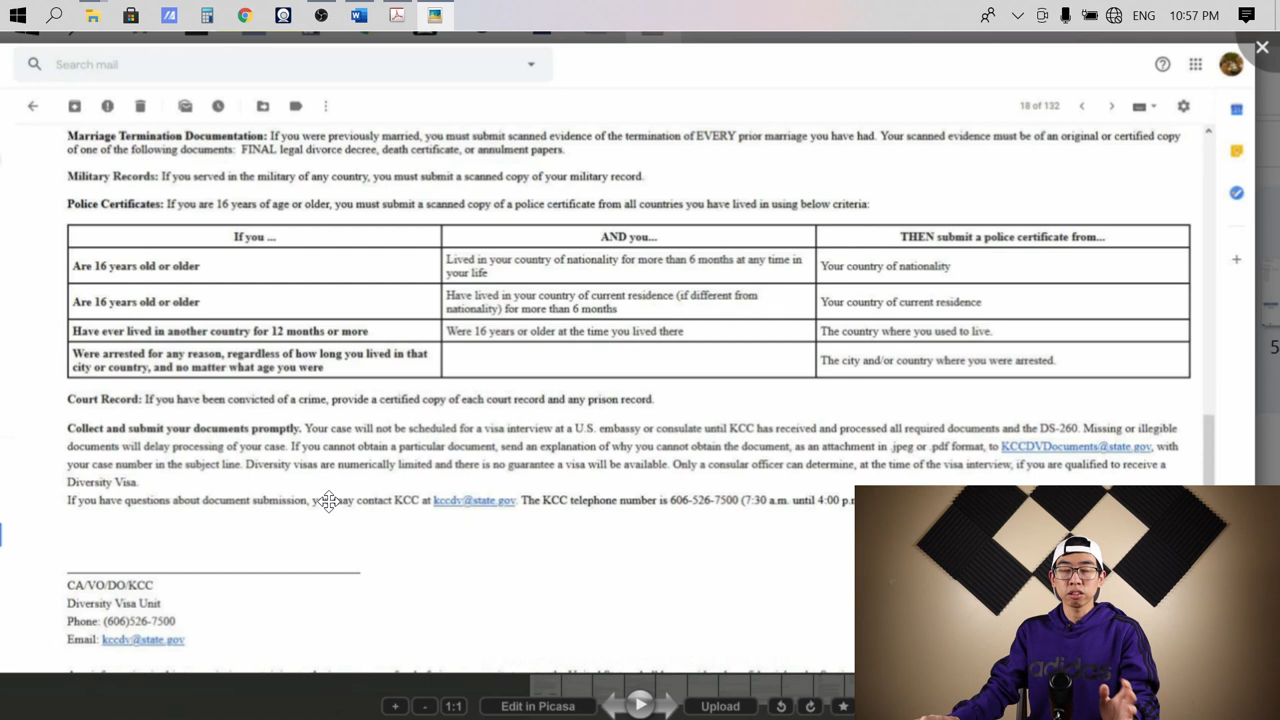 ENG 10:57 PM
Search mail
18 of 132
Marriage Termination Documentation: If you were previously married, you must submit scanned evidence of the termination of EVERY prior marriage you have had. Your scanned evidence must be of an original or certified copy
of one of the following documents: FINAL legal divorce decree, death certificate, or annulment papers.
Military Records: If you served in the military of any country, you must submit a scanned copy of your military record.
Police Certificates: If you are 16 years of age or older, you must submit a scanned copy of a police certificate from all countries you have lived in using below criteria:
If you ... AND you... THEN submit a police certificate from...
Are 16 years old or older
Lived in your country of nationality for more than 6 months at any time in
your life
Your country of nationality
Are 16 years old or older
Have lived in your country of current residence (if different from
nationality) for more than 6 months
Your country of current residence
Have ever lived in another country for 12 months or more
Were 16 years or older at the time you lived there
The country where you used to live.
Were arrested for any reason, regardless of how long you lived in that
city or country, and no matter what age you were
The city and/or country where you were arrested.
Court Record: If you have been convicted of a crime, provide a certified copy of each court record and any prison record.
Collect and submit your documents promptly. Your case will not be scheduled for a visa interview at a U.S. embassy or consulate until KCC has received and processed all required documents and the DS-260. Missing or illegible
documents will delay processing of your case. If you cannot obtain a particular document, send an explanation of why you cannot obtain the document, as an attachment in .jpeg or .pdf format, to KCCDVDocuments@state.gov, with
your case number in the subject line. Diversity visas are numerically limited and there is no guarantee a visa will be available. Only a consular officer can determine, at the time of the visa interview, if you are qualified to receive a
Diversity Visa.
If you have questions about document submission, may contact KCC at kccdv@state.gov. The KCC telephone number is 606-526-7500 (7:30 a.m. until 4:00 p.m
CA/VO/DO/KCC
Diversity Visa Unit
Phone: (606)526-7500
Email: kccdv@state.gov
5
+ - 1:1 Edit in Picasa Upload
adidas